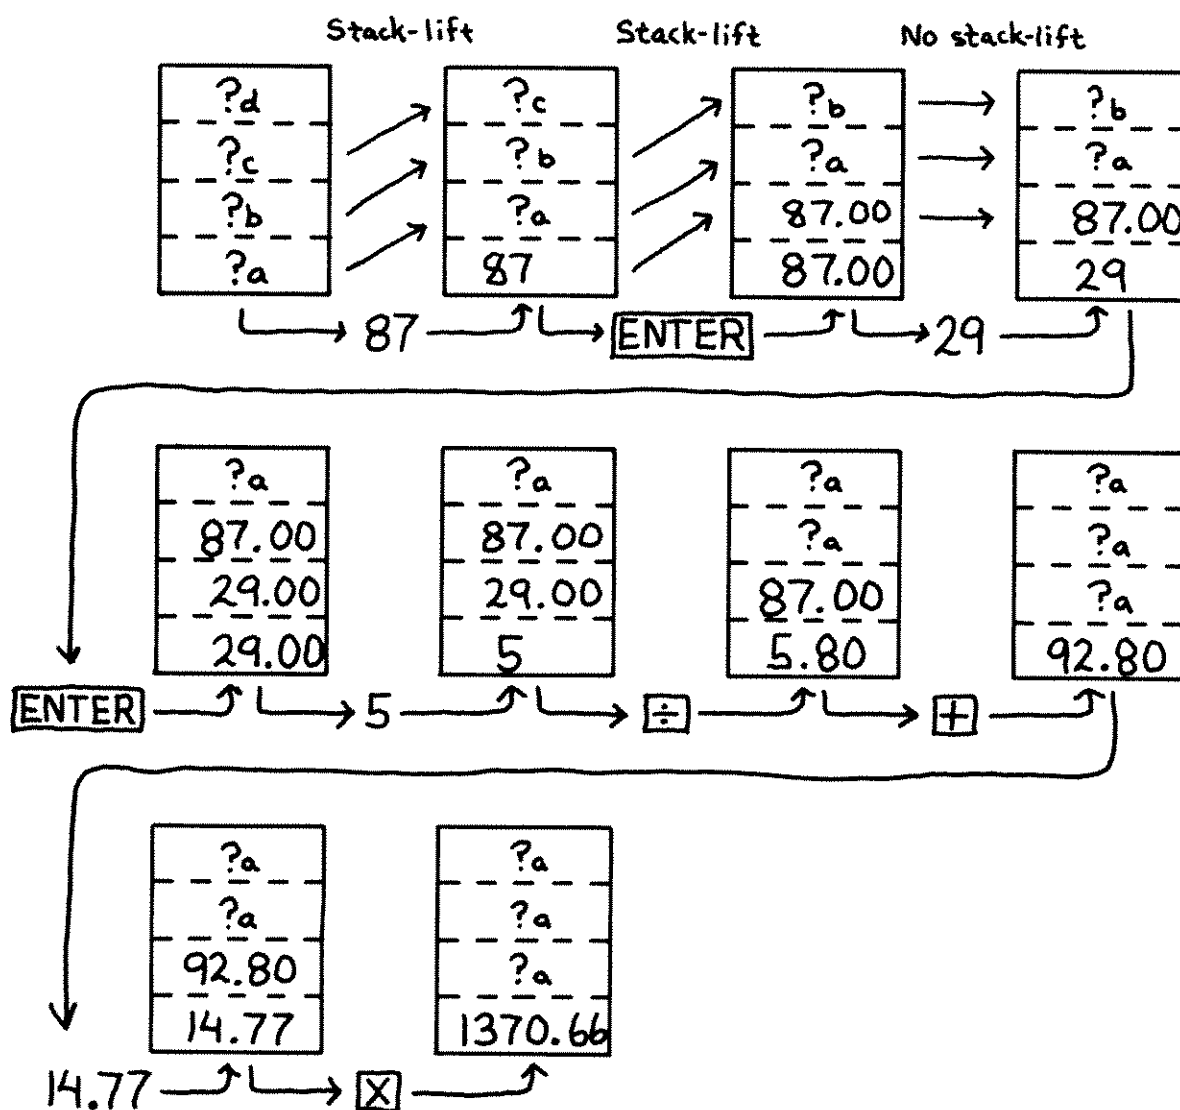 Stack-lift Stack-lift No stack-lift
?d ?c ?b ?b
?c ?b ?a ?a
?b ?a 87.00 87.00
?a 87 87.00 29
87 ENTER 29
?a ?a ?a ?a
87.00 87.00 ?a ?a
29.00 29.00 87.00 ?a
29.00 5 5.80 92.80
ENTER 5 ÷ +
?a ?a
?a ?a
92.80 ?a
14.77 1370.66
14.77 X